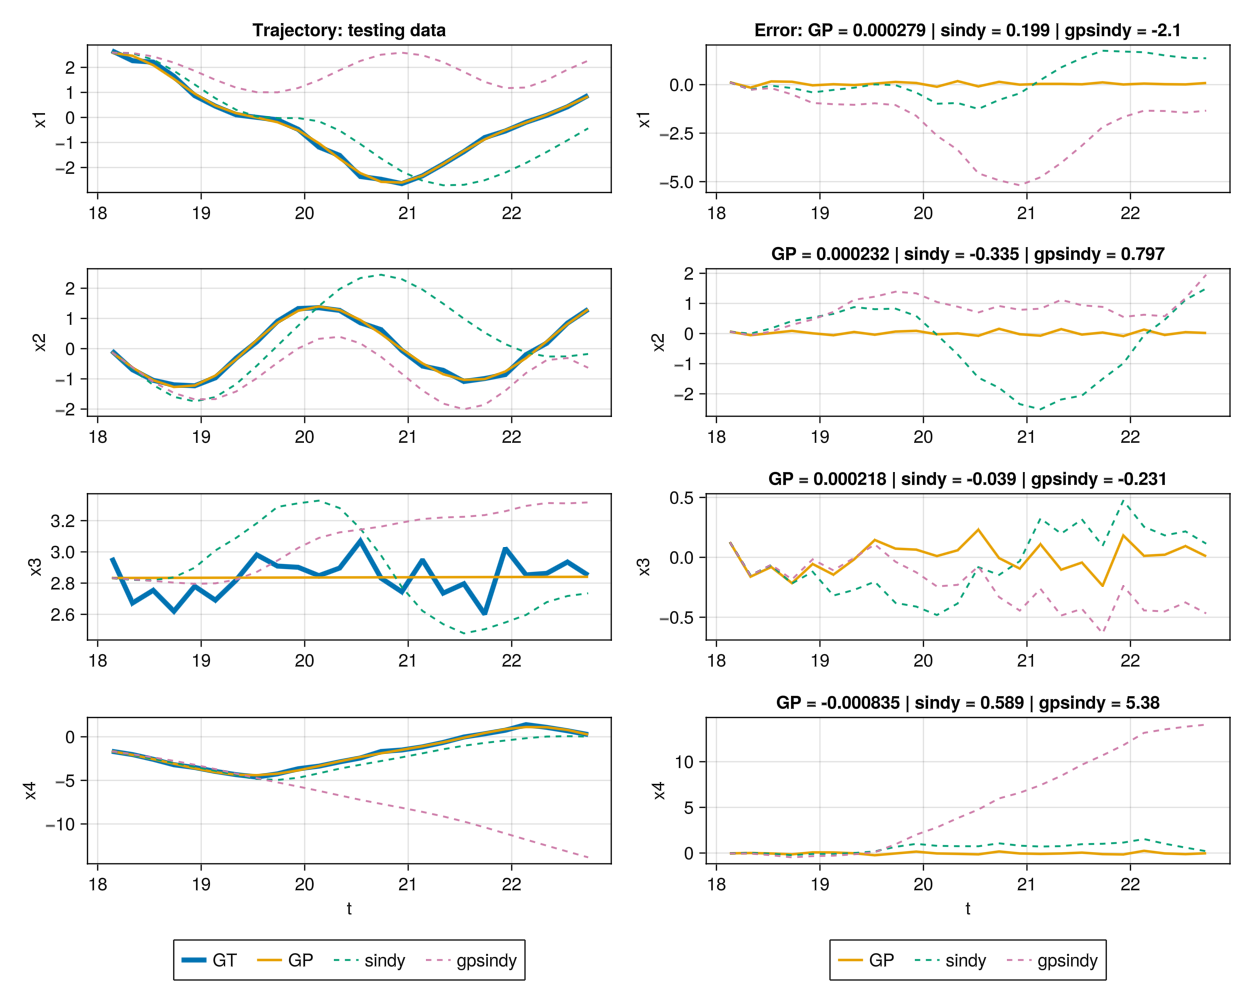 Trajectory: testing data
x1
2
1
0
−1
−2
18 19 20 21 22
Error: GP = 0.000279 | sindy = 0.199 | gpsindy = -2.1
x1
0.0
−2.5
−5.0
18 19 20 21 22
x2
2
1
0
−1
−2
18 19 20 21 22
GP = 0.000232 | sindy = -0.335 | gpsindy = 0.797
x2
2
1
0
−1
−2
18 19 20 21 22
x3
3.2
3.0
2.8
2.6
18 19 20 21 22
GP = 0.000218 | sindy = -0.039 | gpsindy = -0.231
x3
0.5
0.0
−0.5
18 19 20 21 22
x4
0
−5
−10
18 19 20 21 22
t
GP = -0.000835 | sindy = 0.589 | gpsindy = 5.38
x4
10
5
0
18 19 20 21 22
t
GT GP sindy gpsindy
GP sindy gpsindy